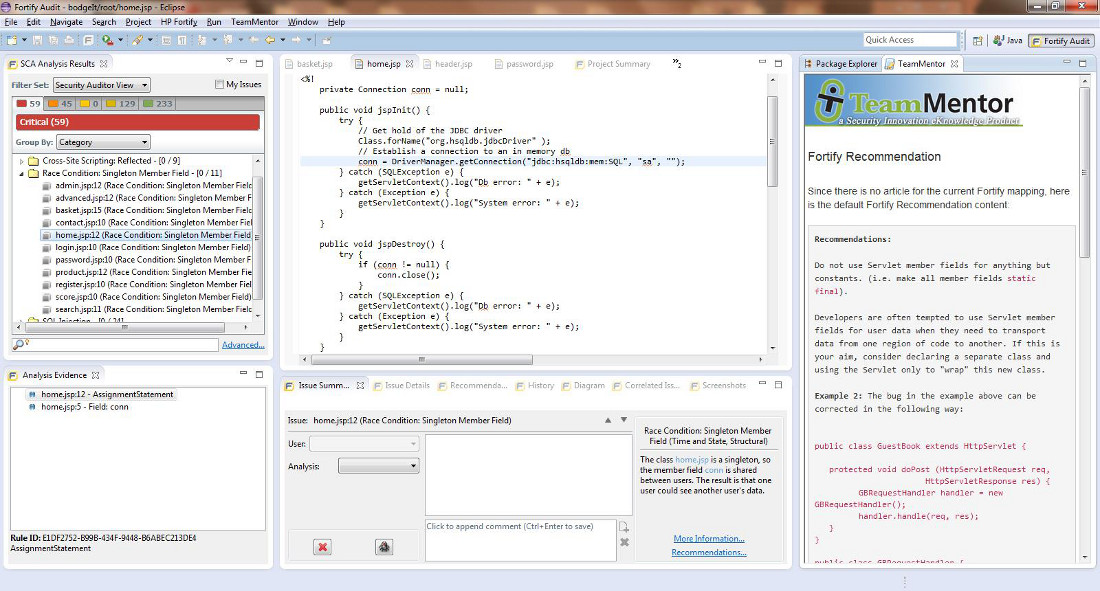 Fortify Audit - bodgeIt/root/home.jsp - Eclipse
File Edit Navigate Search Project HP Fortify Run TeamMentor Window Help
Quick Access
Java
Fortify Audit
SCA Analysis Results
Filter Set: Security Auditor View
My Issues
59 45 0 129 233
Critical (59)
Group By: Category
Cross-Site Scripting: Reflected - [0 / 9]
Race Condition: Singleton Member Field - [0 / 11]
admin.jsp:12 (Race Condition: Singleton Member Field
advanced.jsp:12 (Race Condition: Singleton Member F
basket.jsp:15 (Race Condition: Singleton Member Field
contact.jsp:10 (Race Condition: Singleton Member Fiel
home.jsp:12 (Race Condition: Singleton Member Field)
login.jsp:10 (Race Condition: Singleton Member Field)
password.jsp:10 (Race Condition: Singleton Member F
product.jsp:12 (Race Condition: Singleton Member Fie
register.jsp:10 (Race Condition: Singleton Member Fiel
score.jsp:10 (Race Condition: Singleton Member Field)
search.jsp:11 (Race Condition: Singleton Member Field
SQL Injection - [0 / 24]
Advanced...
Analysis Evidence
home.jsp:12 - AssignmentStatement
home.jsp:5 - Field: conn
Rule ID: E1DF2752-B99B-434F-9448-B6ABEC213DE4
AssignmentStatement
basket.jsp home.jsp header.jsp password.jsp Project Summary »2
<%!
private Connection conn = null;
public void jspInit() {
try {
// Get hold of the JDBC driver
Class.forName("org.hsqldb.jdbcDriver" );
// Establish a connection to an in memory db
conn = DriverManager.getConnection("jdbc:hsqldb:mem:SQL", "sa", "");
} catch (SQLException e) {
getServletContext().log("Db error: " + e);
} catch (Exception e) {
getServletContext().log("System error: " + e);
}
}
public void jspDestroy() {
try {
if (conn != null) {
conn.close();
}
} catch (SQLException e) {
getServletContext().log("Db error: " + e);
} catch (Exception e) {
getServletContext().log("System error: " + e);
}
}
Issue Summ... Issue Details Recommenda... History Diagram Correlated Iss... Screenshots
Issue: home.jsp:12 (Race Condition: Singleton Member Field)
User:
Analysis:
Click to append comment (Ctrl+Enter to save)
Race Condition: Singleton Member
Field (Time and State, Structural)
The class home.jsp is a singleton, so
the member field conn is shared
between users. The result is that one
user could see another user's data.
More Information...
Recommendations...
Package Explorer TeamMentor
TeamMentor
a Security Innovation eKnowledge Product
Fortify Recommendation
Since there is no article for the current Fortify mapping, here
is the default Fortify Recommendation content:
Recommendations:
Do not use Servlet member fields for anything but
constants. (i.e. make all member fields static
final).
Developers are often tempted to use Servlet member
fields for user data when they need to transport
data from one region of code to another. If this is
your aim, consider declaring a separate class and
using the Servlet only to "wrap" this new class.
Example 2: The bug in the example above can be
corrected in the following way:
public class GuestBook extends HttpServlet {
protected void doPost (HttpServletRequest req,
HttpServletResponse res) {
GBRequestHandler handler = new
GBRequestHandler();
handler.handle(req, res);
}
}
public class GBRequestHandler {